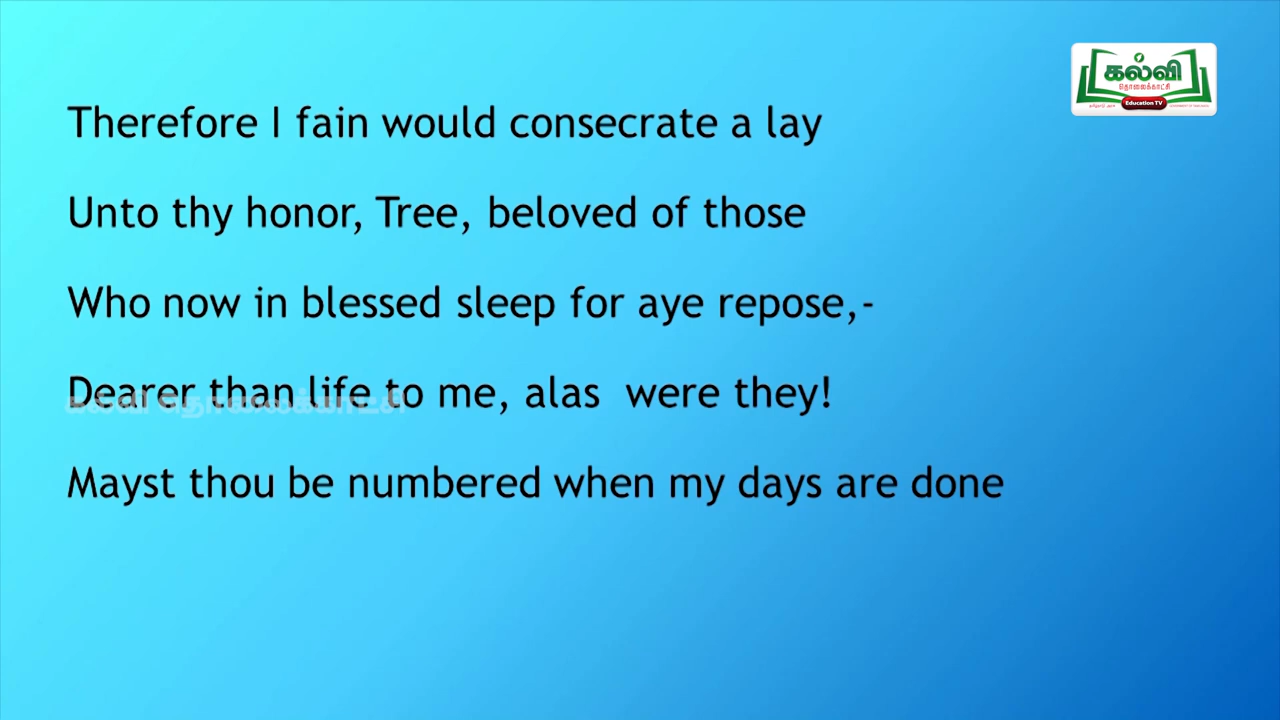 கல்வி
தொலைக்காட்சி
Education TV
Therefore I fain would consecrate a lay
Unto thy honor, Tree, beloved of those
Who now in blessed sleep for aye repose,-
Dearer than life to me, alas were they!
கல்வி தொலைக்காட்சி
Mayst thou be numbered when my days are done